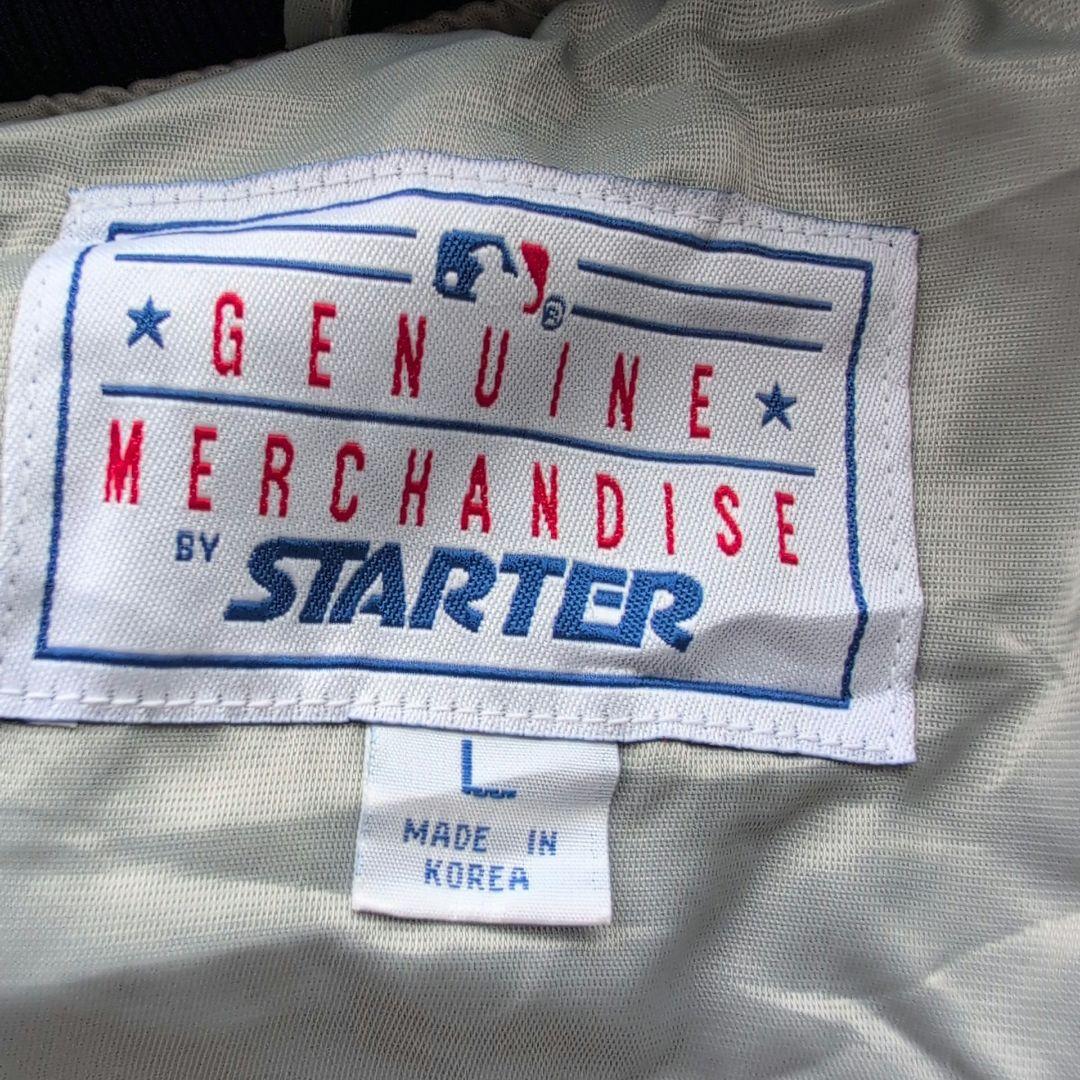 ®
GENUINE
MERCHANDISE
BY STARTER
L
MADE IN
KOREA